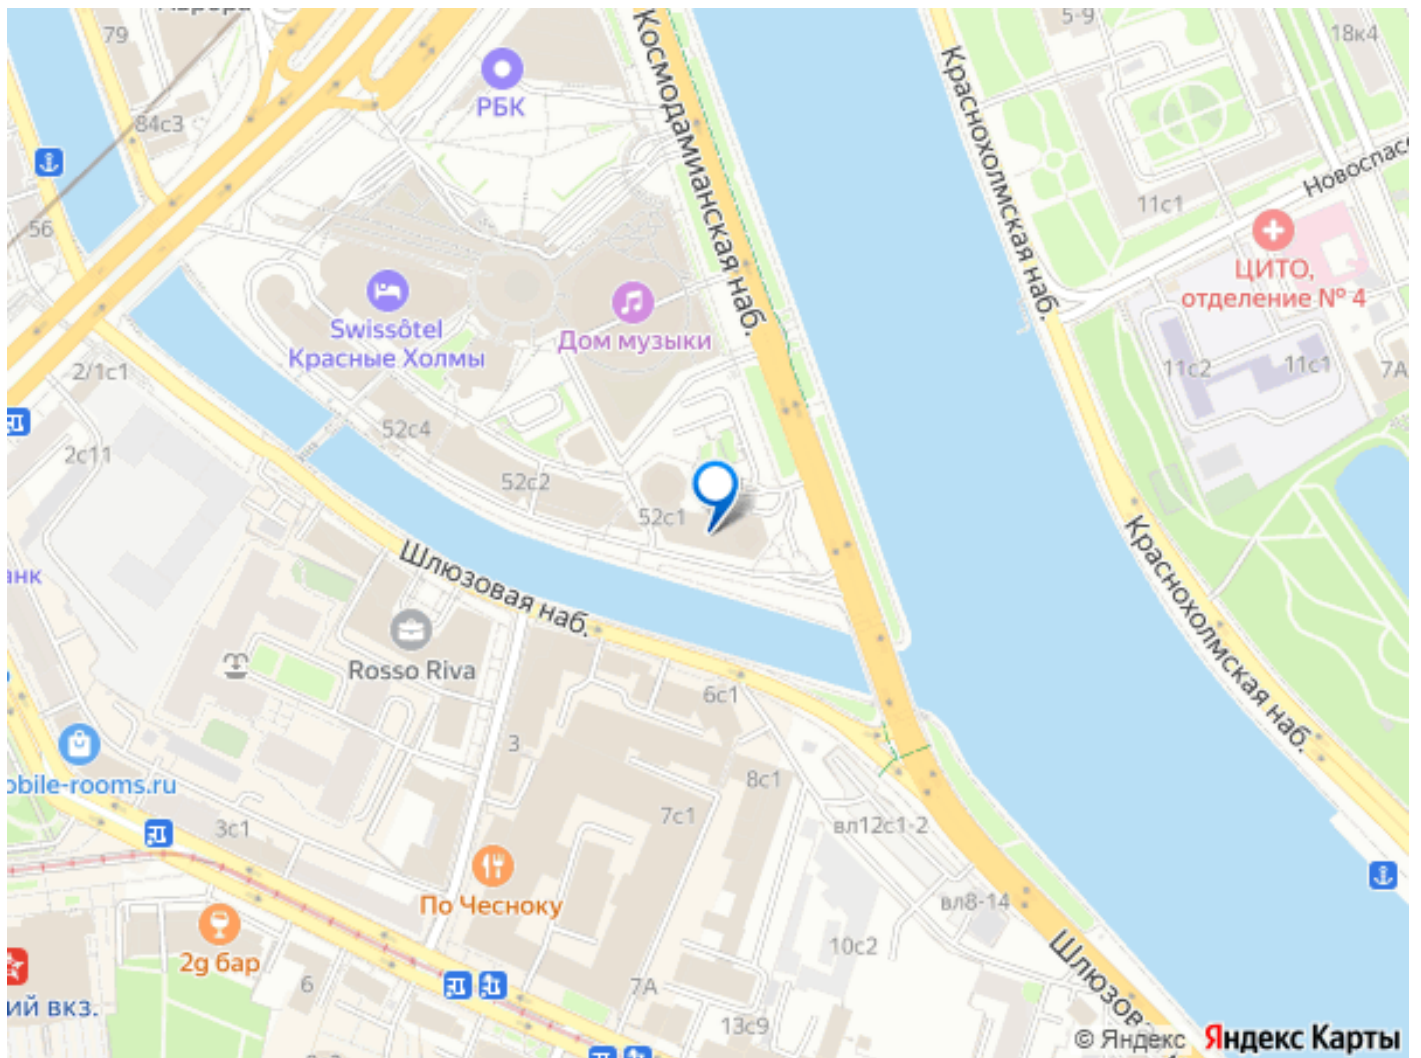 79
84с3
56
РБК
Космодамианская наб.
Краснохолмская наб.
5-9
18к4
11с1
Новоспасс
ЦИТО,
отделение № 4
Swissôtel
Красные Холмы
Дом музыки
11с2
11с1
7А
2/1с1
2с11
52с4
52с2
52с1
Шлюзовая наб.
Краснохолмская наб.
анк
Rosso Riva
6с1
obile-rooms.ru
3
8с1
7с1
3с1
вл12с1-2
По Чесноку
вл8-14
2g бар
10с2
Шлюзова
ий вкз.
6
7А
13с9
© Яндекс Яндекс Карты